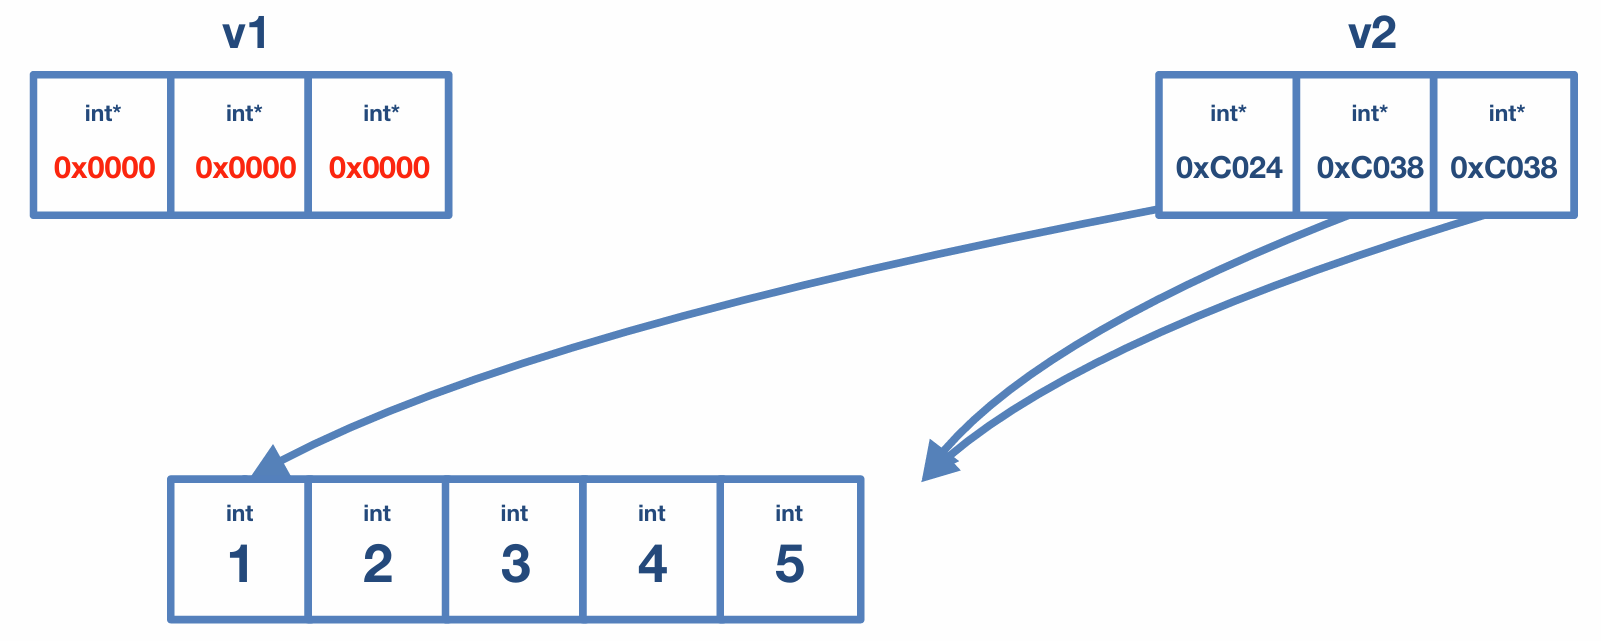 v1 v2
int* int* int* int* int* int*
0x0000 0x0000 0x0000 0xC024 0xC038 0xC038
int int int int int
1 2 3 4 5